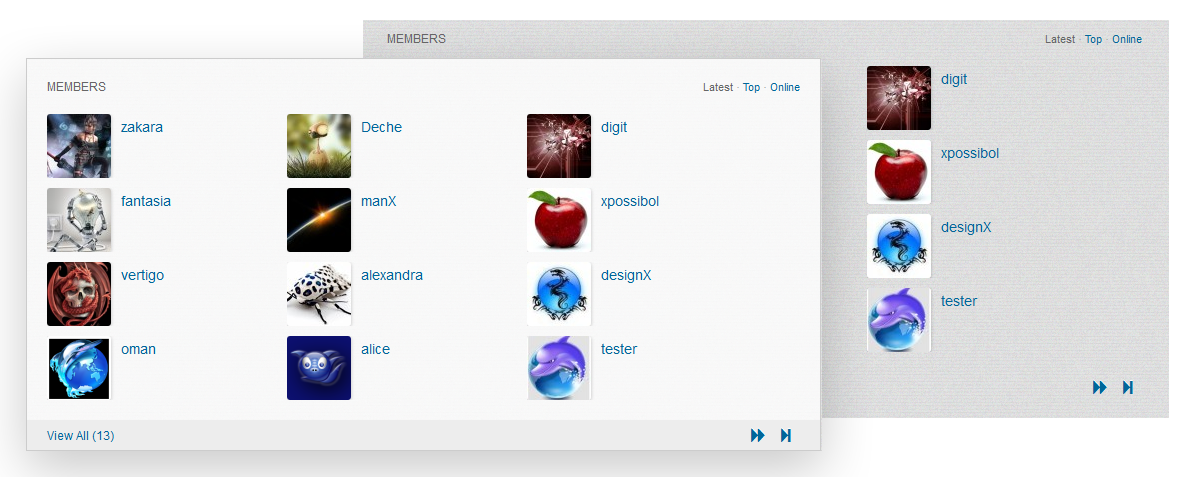 MEMBERS
Latest · Top · Online
MEMBERS
Latest · Top · Online
zakara
Deche
digit
fantasia
manX
xpossibol
vertigo
alexandra
designX
oman
alice
tester
View All (13)
digit
xpossibol
designX
tester